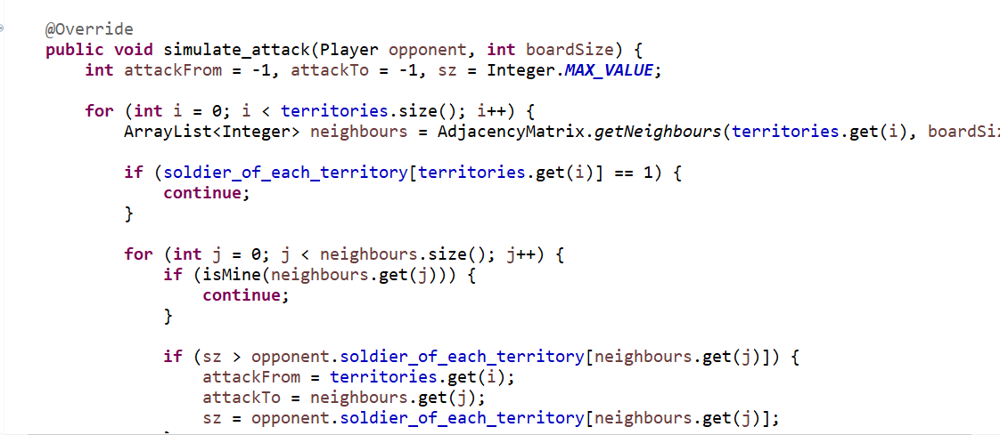 @Override
public void simulate_attack(Player opponent, int boardSize) {
int attackFrom = -1, attackTo = -1, sz = Integer.MAX_VALUE;
for (int i = 0; i < territories.size(); i++) {
ArrayList<Integer> neighbours = AdjacencyMatrix.getNeighbours(territories.get(i), boardSiz
if (soldier_of_each_territory[territories.get(i)] == 1) {
continue;
}
for (int j = 0; j < neighbours.size(); j++) {
if (isMine(neighbours.get(j))) {
continue;
}
if (sz > opponent.soldier_of_each_territory[neighbours.get(j)]) {
attackFrom = territories.get(i);
attackTo = neighbours.get(j);
sz = opponent.soldier_of_each_territory[neighbours.get(j)];